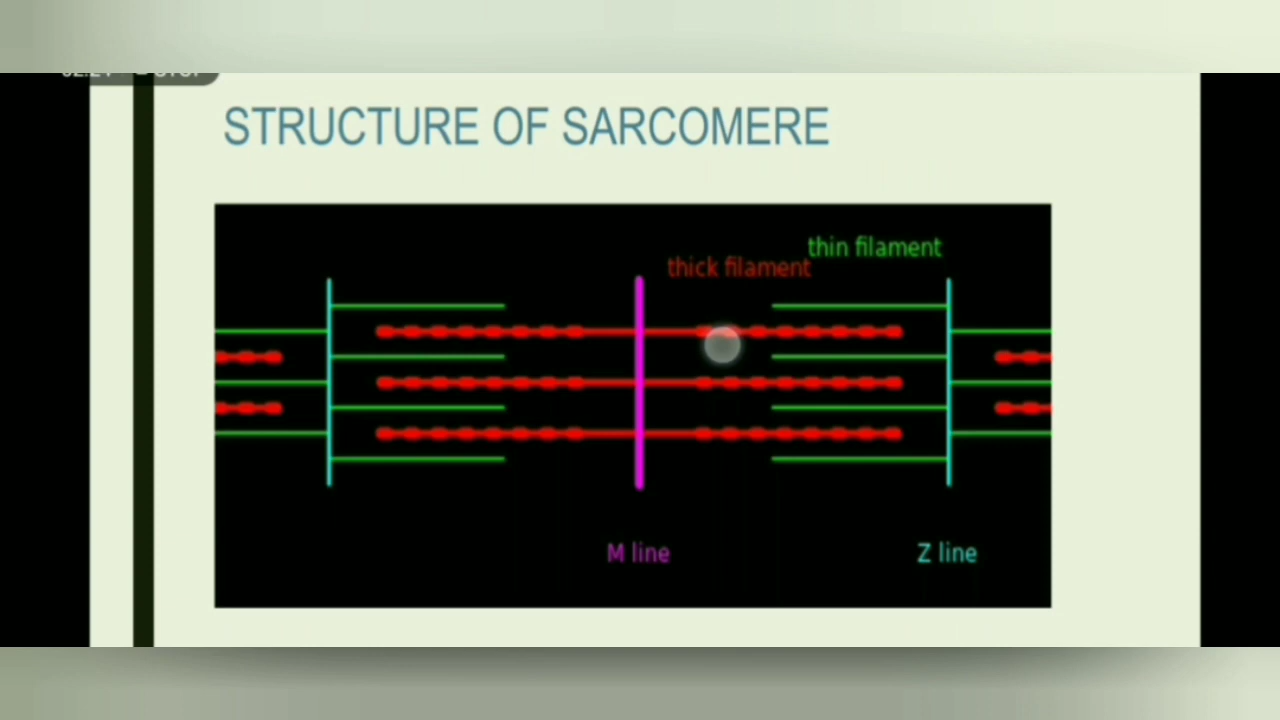 STRUCTURE OF SARCOMERE
thin filament
thick filament
M line
Z line